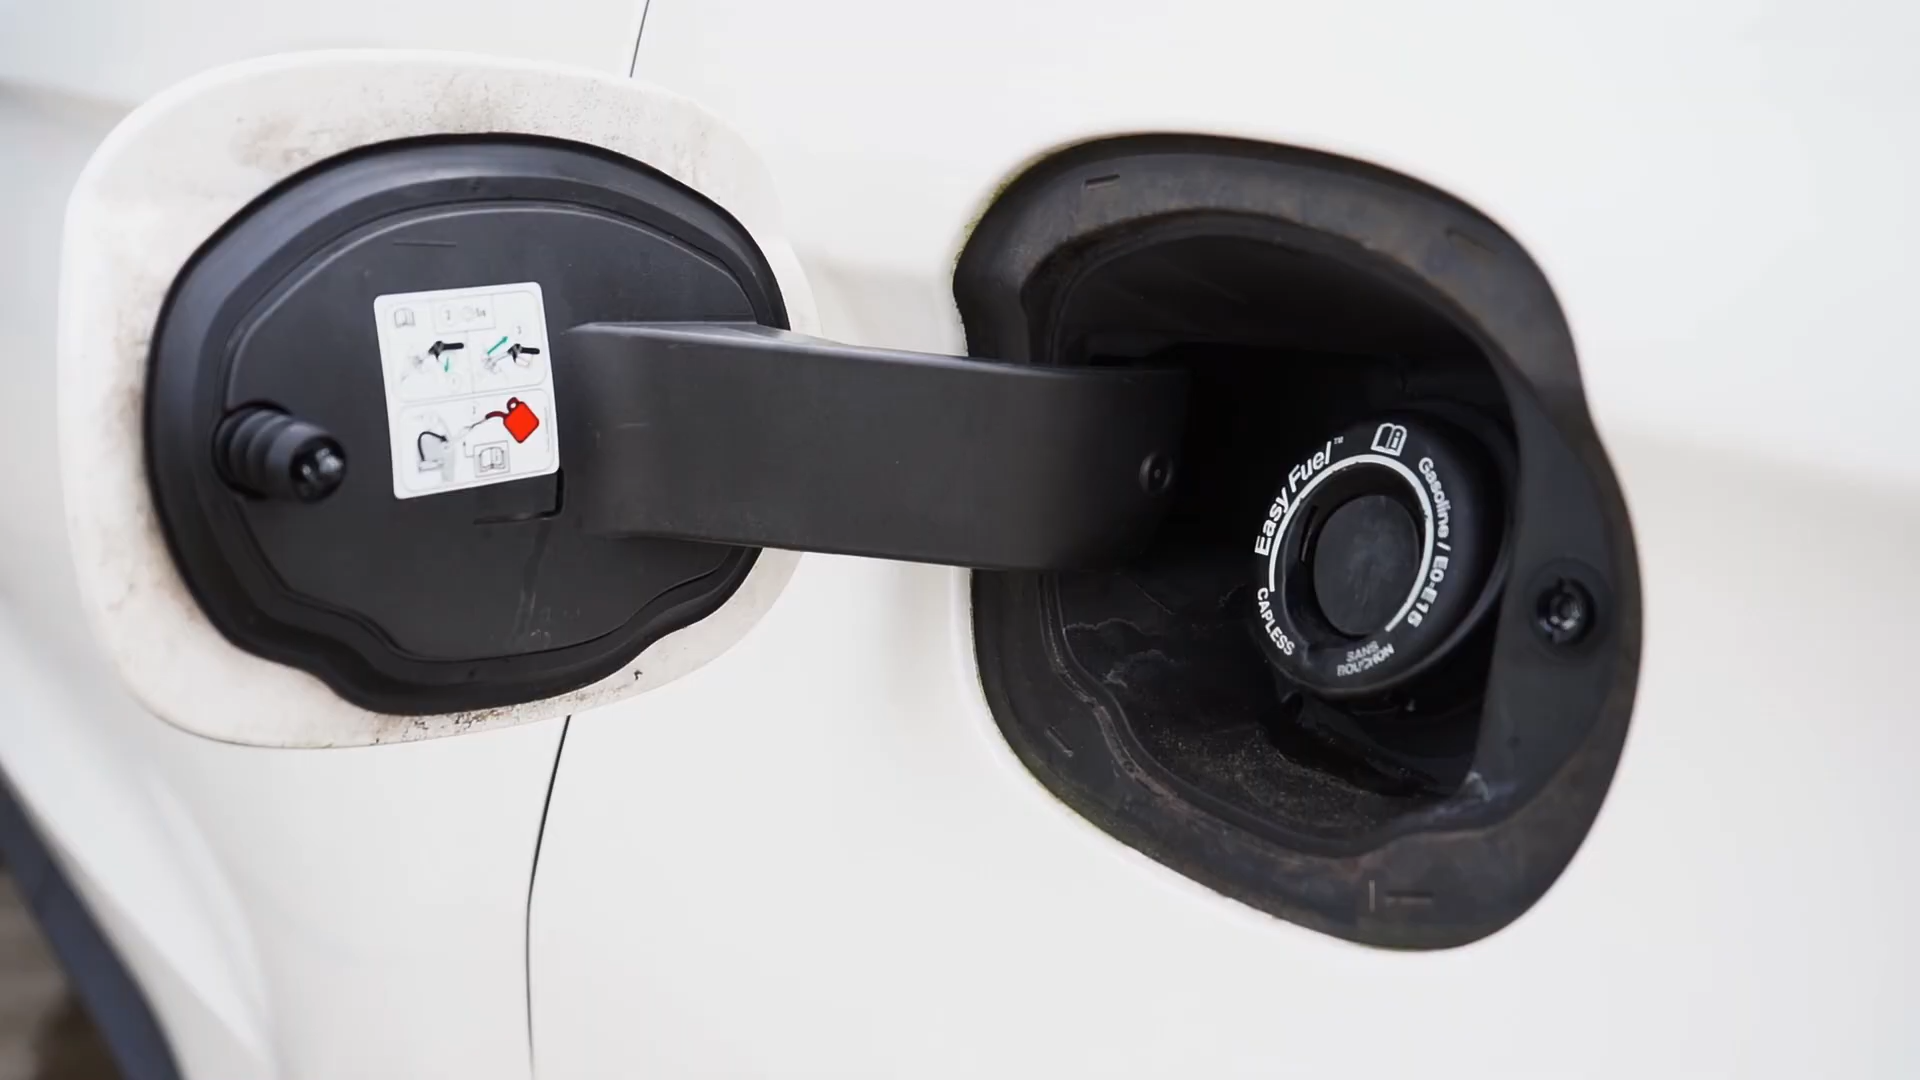 Easy Fuel™
Gasoline / E0-E15
CAPLESS
SANS
BOUCHON